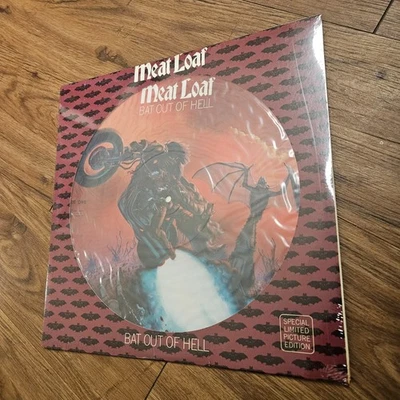 Meat Loaf
Meat Loaf
BAT OUT OF HELL
BAT OUT OF HELL
SPECIAL
LIMITED
PICTURE
EDITION